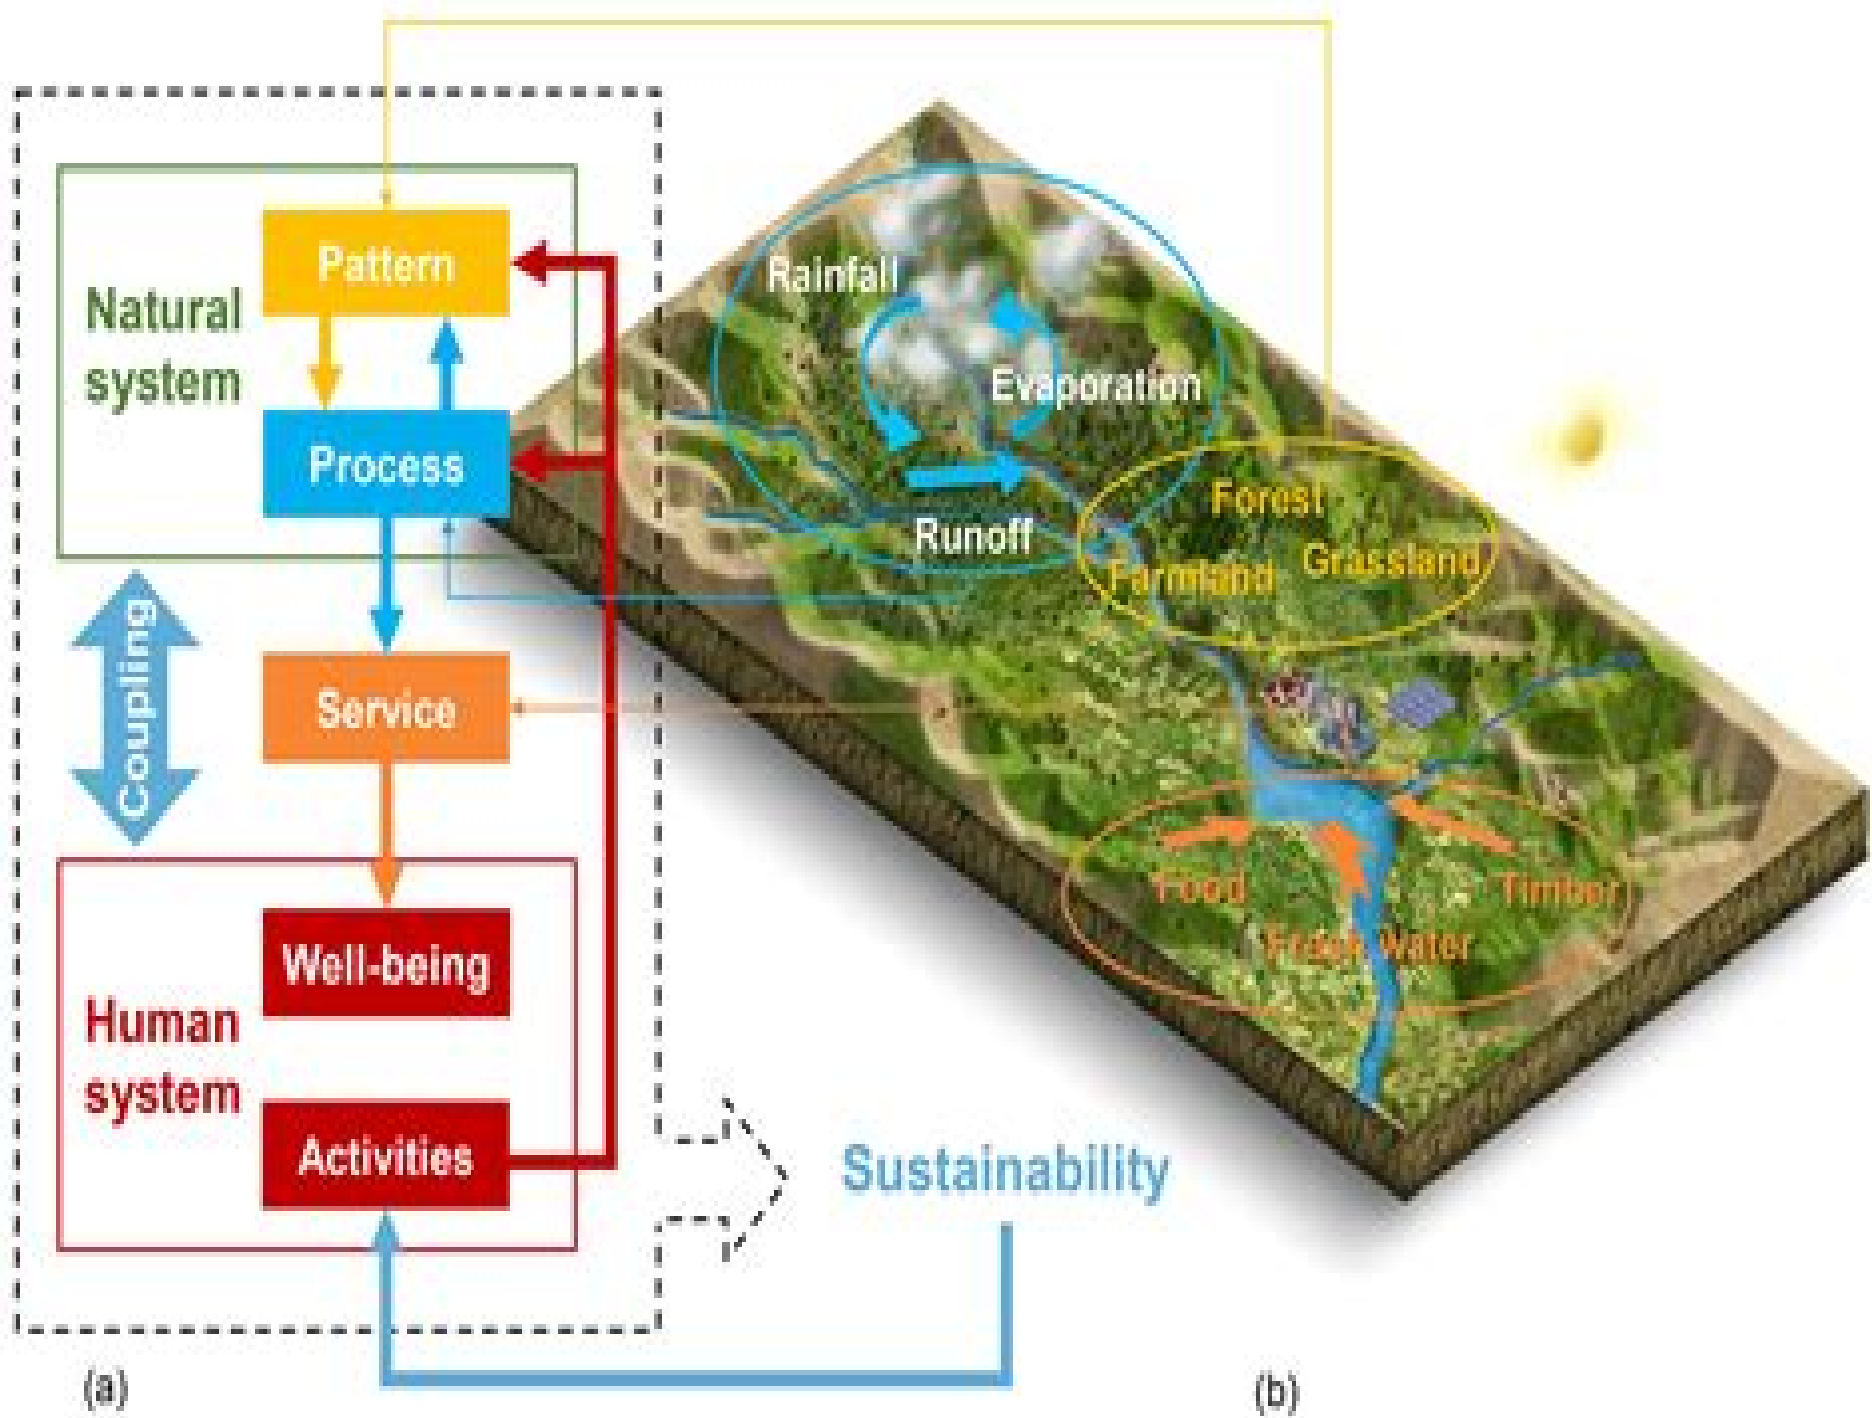 Pattern
Natural
system
Process
Coupling
Service
Well-being
Human
system
Activities
Sustainability
(a)
Rainfall
Evaporation
Runoff
Forest
Grassland
Farmland
Food
Timber
Fresh Water
(b)